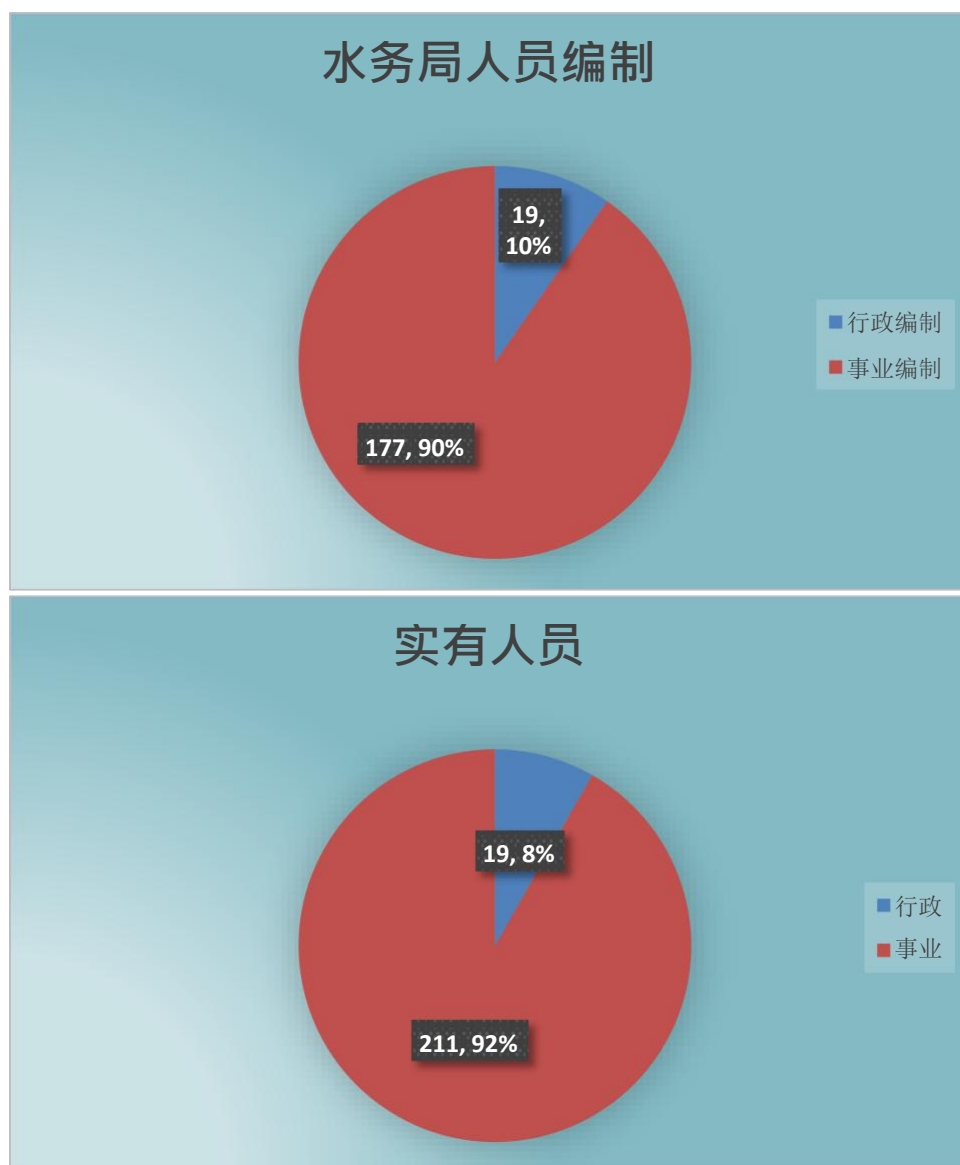 水务局人员编制
19,
10%
177, 90%
行政编制
事业编制
实有人员
19, 8%
211, 92%
行政
事业